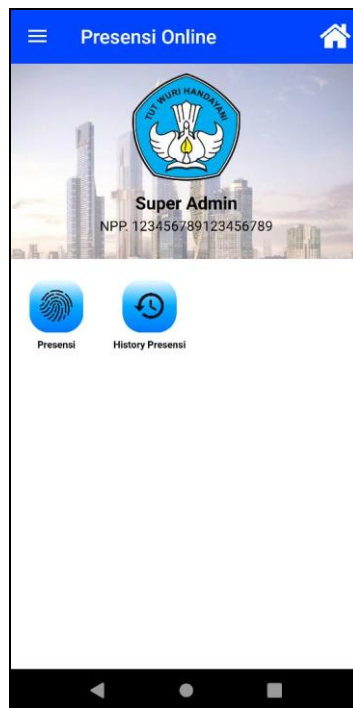 Presensi Online
TUT WURI HANDAYANI
Super Admin
NPP. 123456789123456789
Presensi
History Presensi